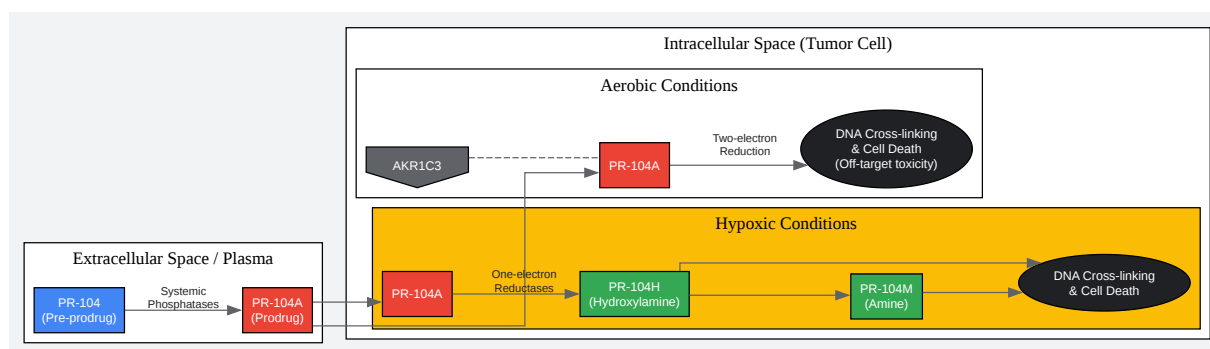 Intracellular Space (Tumor Cell)
Aerobic Conditions
AKR1C3
PR-104A
Two-electron
Reduction
DNA Cross-linking
& Cell Death
(Off-target toxicity)
Hypoxic Conditions
Extracellular Space / Plasma
PR-104
(Pre-prodrug)
Systemic
Phosphatases
PR-104A
(Prodrug)
PR-104A
One-electron
Reductases
PR-104H
(Hydroxylamine)
PR-104M
(Amine)
DNA Cross-linking
& Cell Death